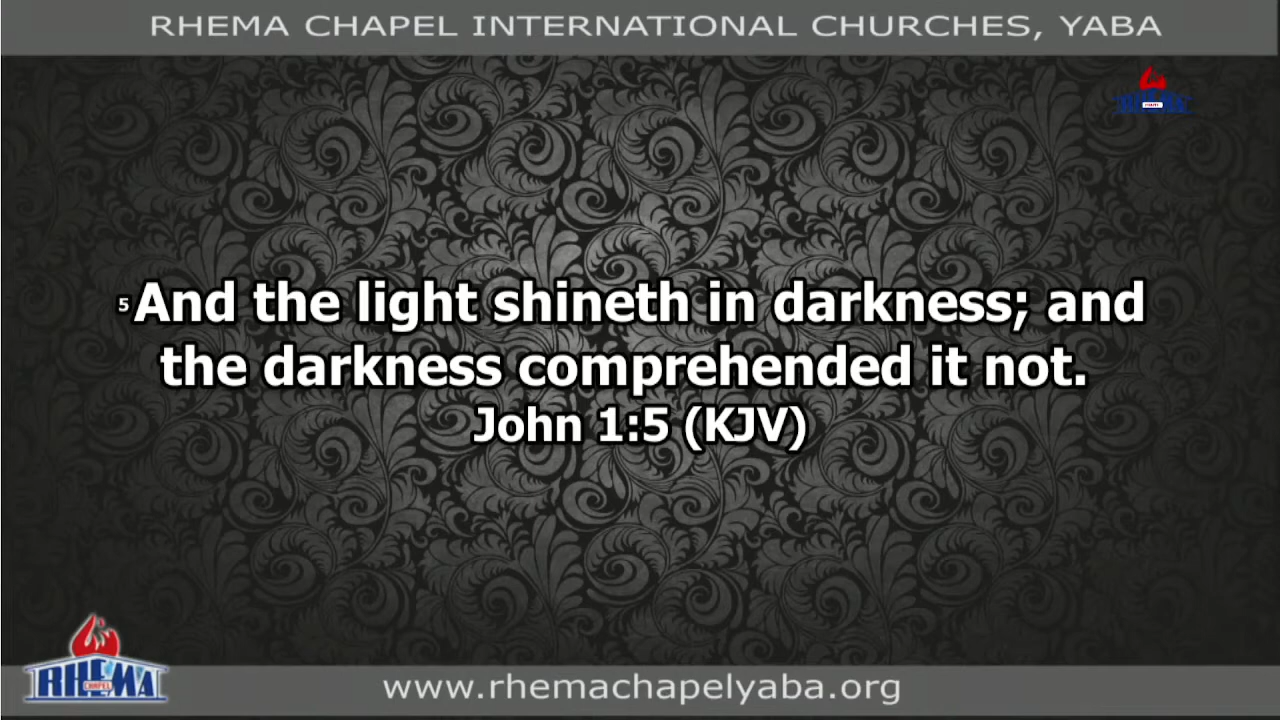 RHEMA CHAPEL INTERNATIONAL CHURCHES, YABA
5And the light shineth in darkness; and
the darkness comprehended it not.
John 1:5 (KJV)
RHEMA
CHAPEL
www.rhemachapelyaba.org